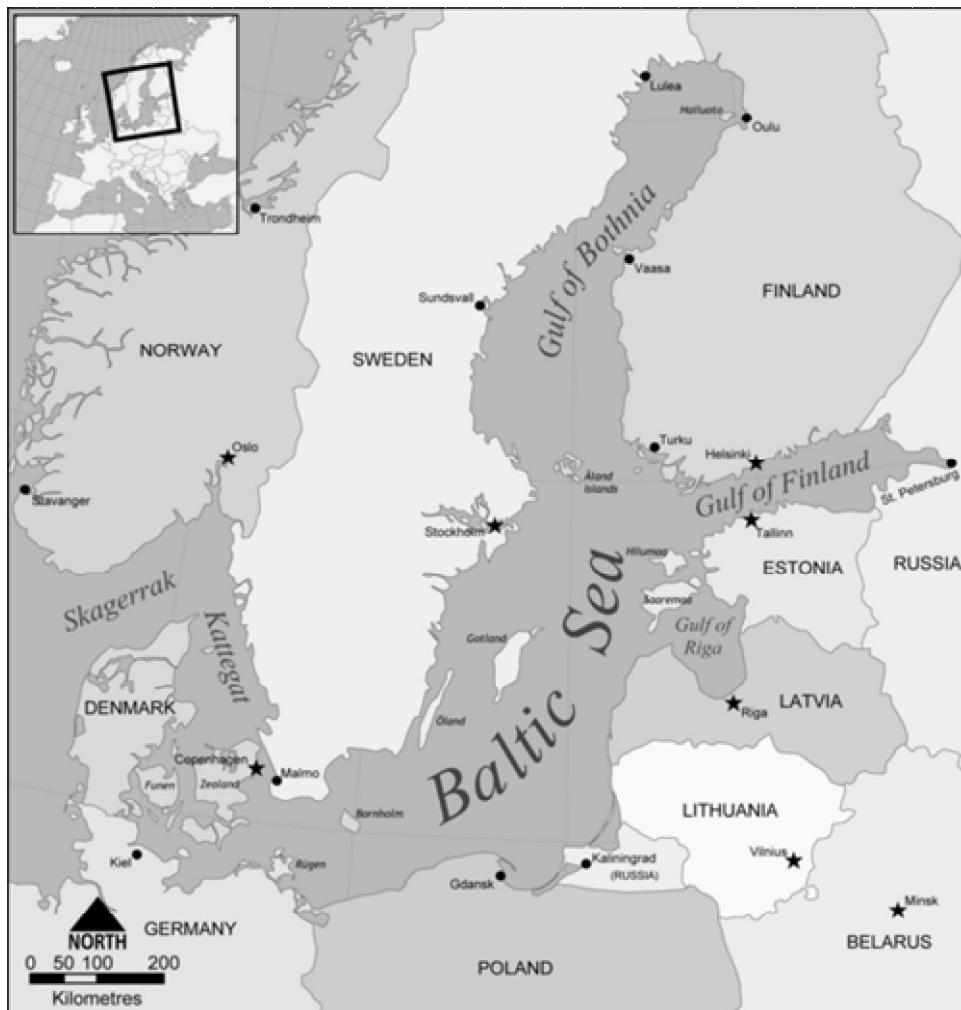 Lulea
Hailuoto
Oulu
Trondheim
Gulf of Bothnia
Vaasa
Sundsvall
FINLAND
NORWAY
SWEDEN
Oslo
Turku
Helsinki
Stavanger
Åland
Islands
Gulf of Finland
St. Petersburg
Stockholm
Tallinn
Hiiumaa
ESTONIA
RUSSIA
Skagerrak
Kattegat
Saaremaa
Gotland
Gulf of
Riga
Baltic Sea
DENMARK
Öland
Riga
LATVIA
Copenhagen
Malmo
Funen
Zealand
Bornholm
LITHUANIA
Kiel
Rügen
Gdansk
Kaliningrad
(RUSSIA)
Vilnius
Minsk
NORTH
GERMANY
POLAND
BELARUS
0 50 100 200
Kilometres